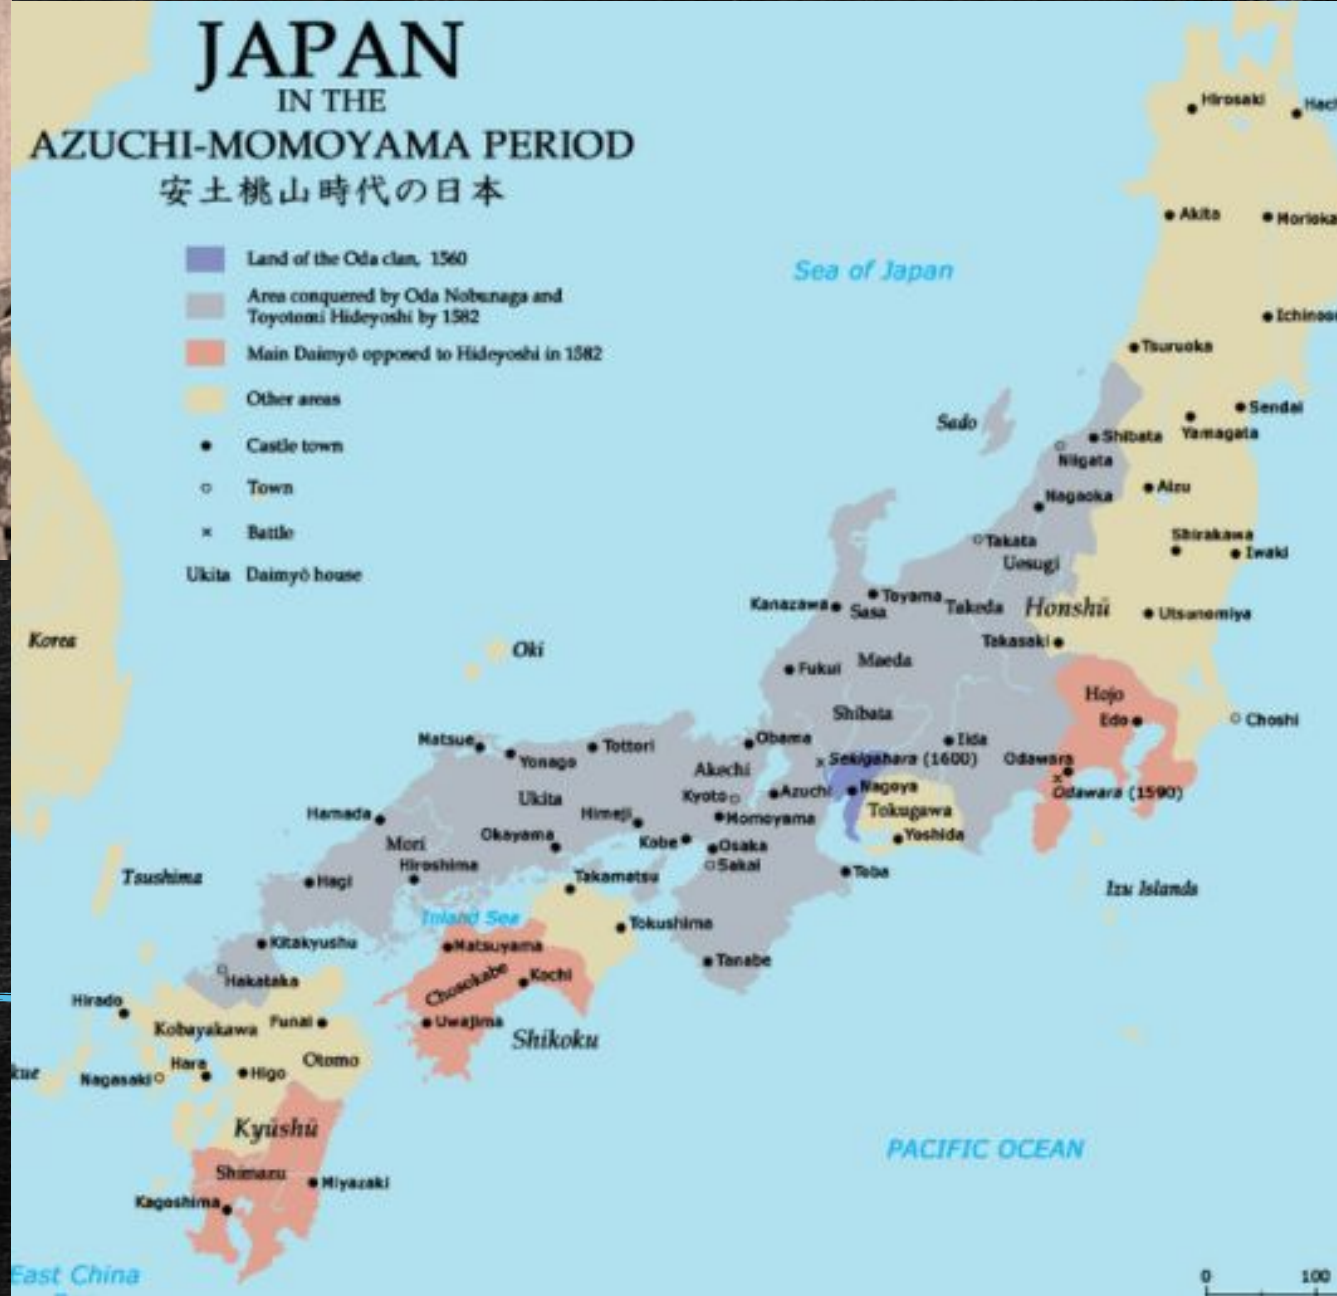 JAPAN
IN THE
AZUCHI-MOMOYAMA PERIOD
安土桃山時代の日本
Land of the Oda clan, 1560
Area conquered by Oda Nobunaga and
Toyotomi Hideyoshi by 1582
Main Daimyō opposed to Hideyoshi in 1582
Other areas
Castle town
Town
Battle
Ukita Daimyō house
Hirosaki
Hach
Akita
Morioka
Sea of Japan
Ichinos
Tsuruoka
Sendai
Yamagata
Sado
Shibata
Niigata
Aizu
Nagaoka
Shirakawa
Iwaki
Takata
Uesugi
Kanazawa
Toyama
Sasa
Takeda
Honshū
Utsunomiya
Takasaki
Korea
Oki
Fukui
Maeda
Hojo
Shibata
Edo
Choshi
Matsue
Yonago
Tottori
Obama
Iida
Sekigahara (1600)
Odawara
Akechi
Odawara (1590)
Kyoto
Azuchi
Nagoya
Ukita
Tokugawa
Hamada
Himeji
Momoyama
Yoshida
Mori
Okayama
Kobe
Osaka
Hiroshima
Sakai
Toba
Tsushima
Hagi
Takamatsu
Izu Islands
Inland Sea
Tokushima
Kitakyushu
Matsuyama
Tanabe
Hakataka
Chosokabe
Kochi
Hirado
Kobayakawa
Funai
Uwajima
Shikoku
Otomo
kue
Nagasaki
Hara
Higo
Kyūshū
PACIFIC OCEAN
Shimazu
Miyazaki
Kagoshima
East China
0 100